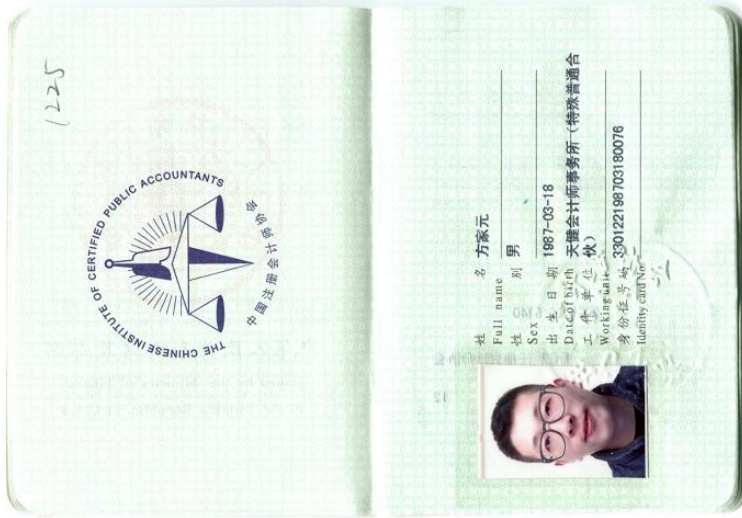 1225
THE CHINESE INSTITUTE OF CERTIFIED PUBLIC ACCOUNTANTS
中国注册会计师协会
姓 名 方家元
Full name
性 别 男
Sex
出 生 日 期 1987-03-18
Date of birth
工 作 单 位 天健会计师事务所（特殊普通合
伙）
Working unit
身份证号码 330122198703180076
Identity card No.